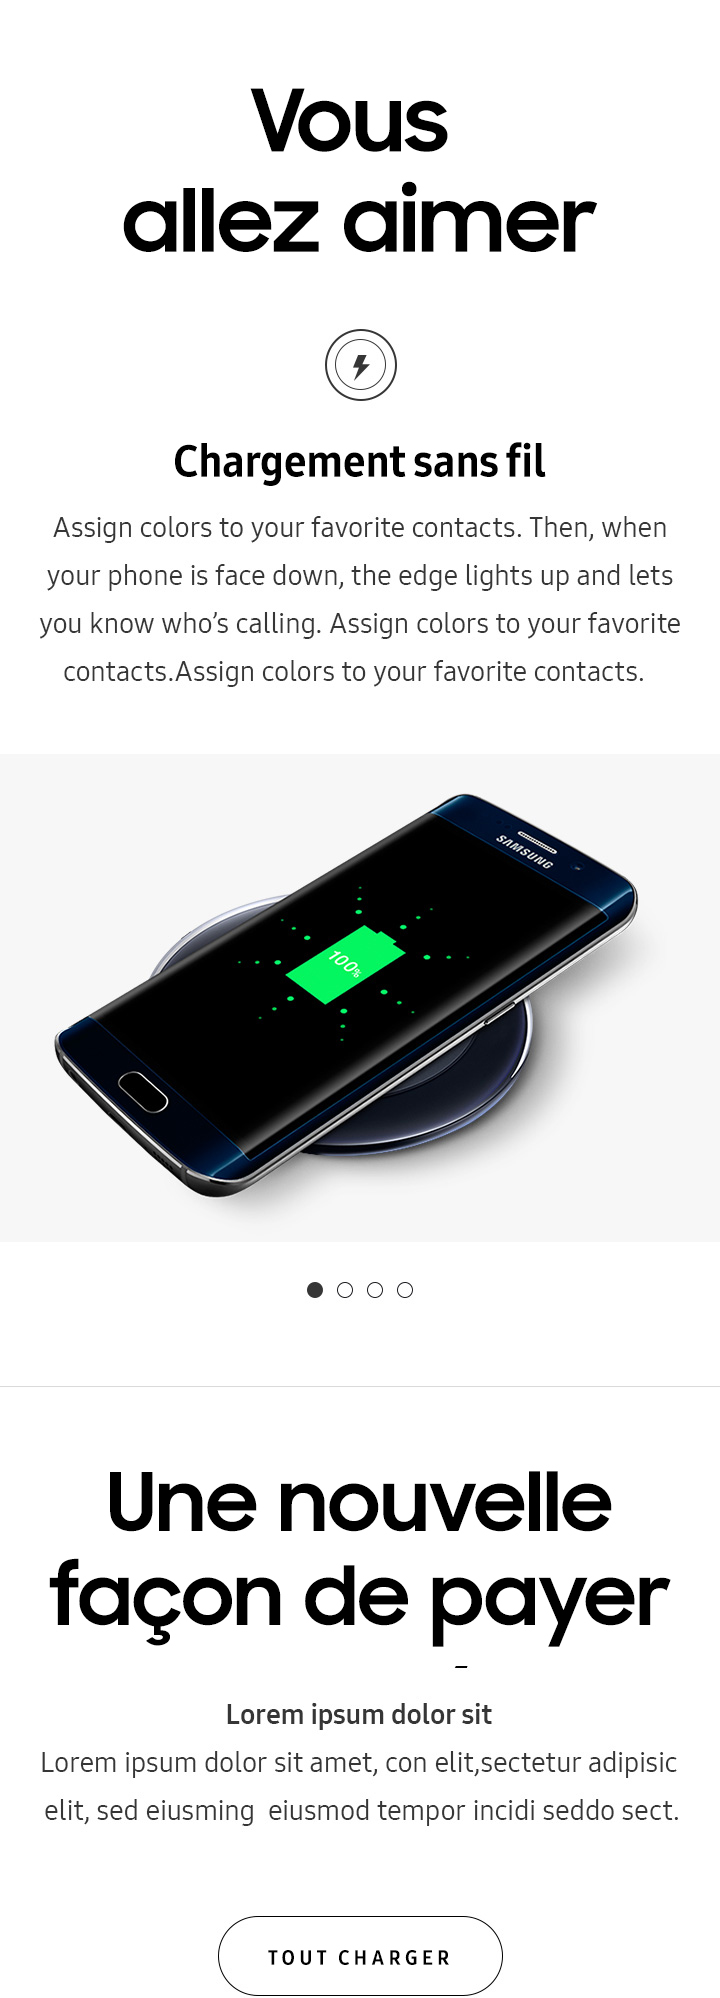 Vous
allez aimer
Chargement sans fil
Assign colors to your favorite contacts. Then, when
your phone is face down, the edge lights up and lets
you know who’s calling. Assign colors to your favorite
contacts.Assign colors to your favorite contacts.
SAMSUNG
100%
Une nouvelle
façon de payer
Lorem ipsum dolor sit
Lorem ipsum dolor sit amet, con elit,sectetur adipisic
elit, sed eiusming  eiusmod tempor incidi seddo sect.
TOUT CHARGER